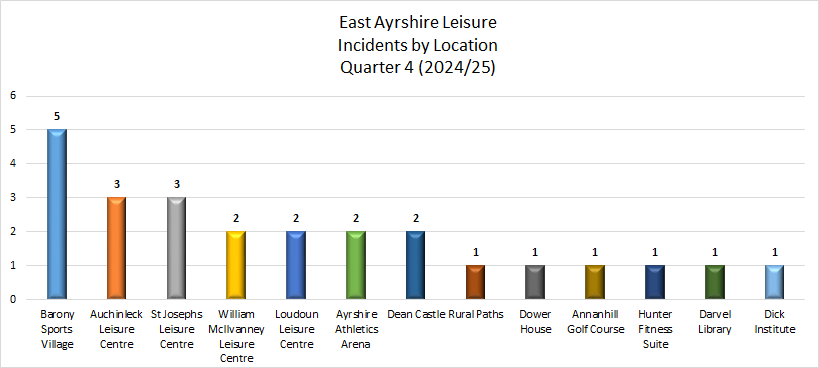 East Ayrshire Leisure
Incidents by Location
Quarter 4 (2024/25)
6
5
4
3
2
1
0
5
3
3
2
2
2
2
1
1
1
1
1
1
Barony
Sports
Village
Auchinleck
Leisure
Centre
St Josephs
Leisure
Centre
William
McIlvanney
Leisure
Centre
Loudoun
Leisure
Centre
Ayrshire
Athletics
Arena
Dean Castle
Rural Paths
Dower
House
Annanhill
Golf Course
Hunter
Fitness
Suite
Darvel
Library
Dick
Institute